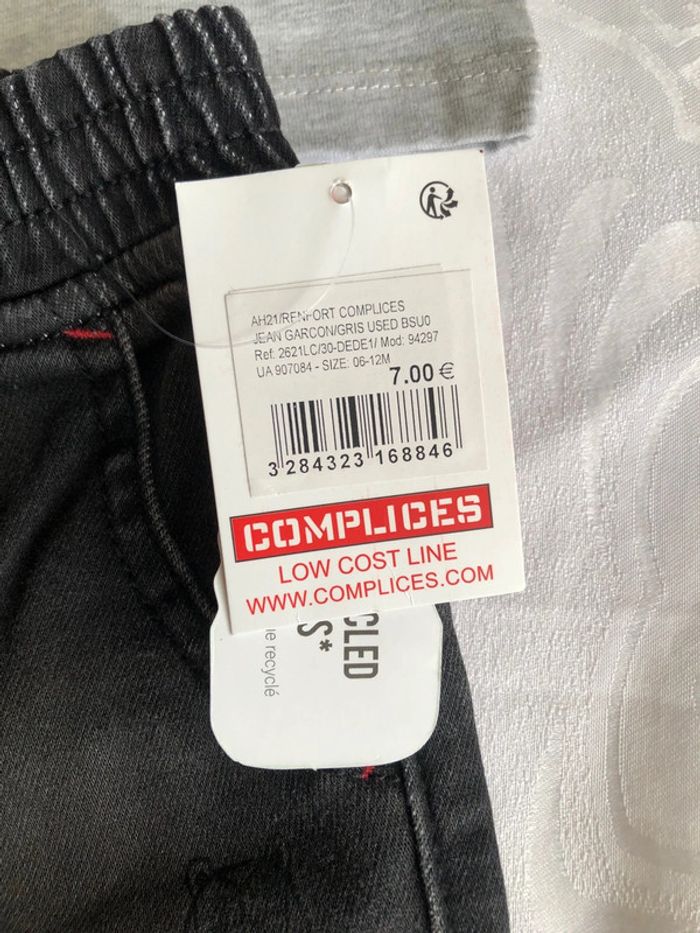 AH21/RENFORT COMPLICES
JEAN GARCON/GRIS USED BSU0
Ref: 2621LC/30-DEDE1/ Mod: 94297
UA 907084 - SIZE: 06-12M
7.00 €
3 284323 168846
COMPLICES
LOW COST LINE
WWW.COMPLICES.COM
CLED
S*
ue recyclé